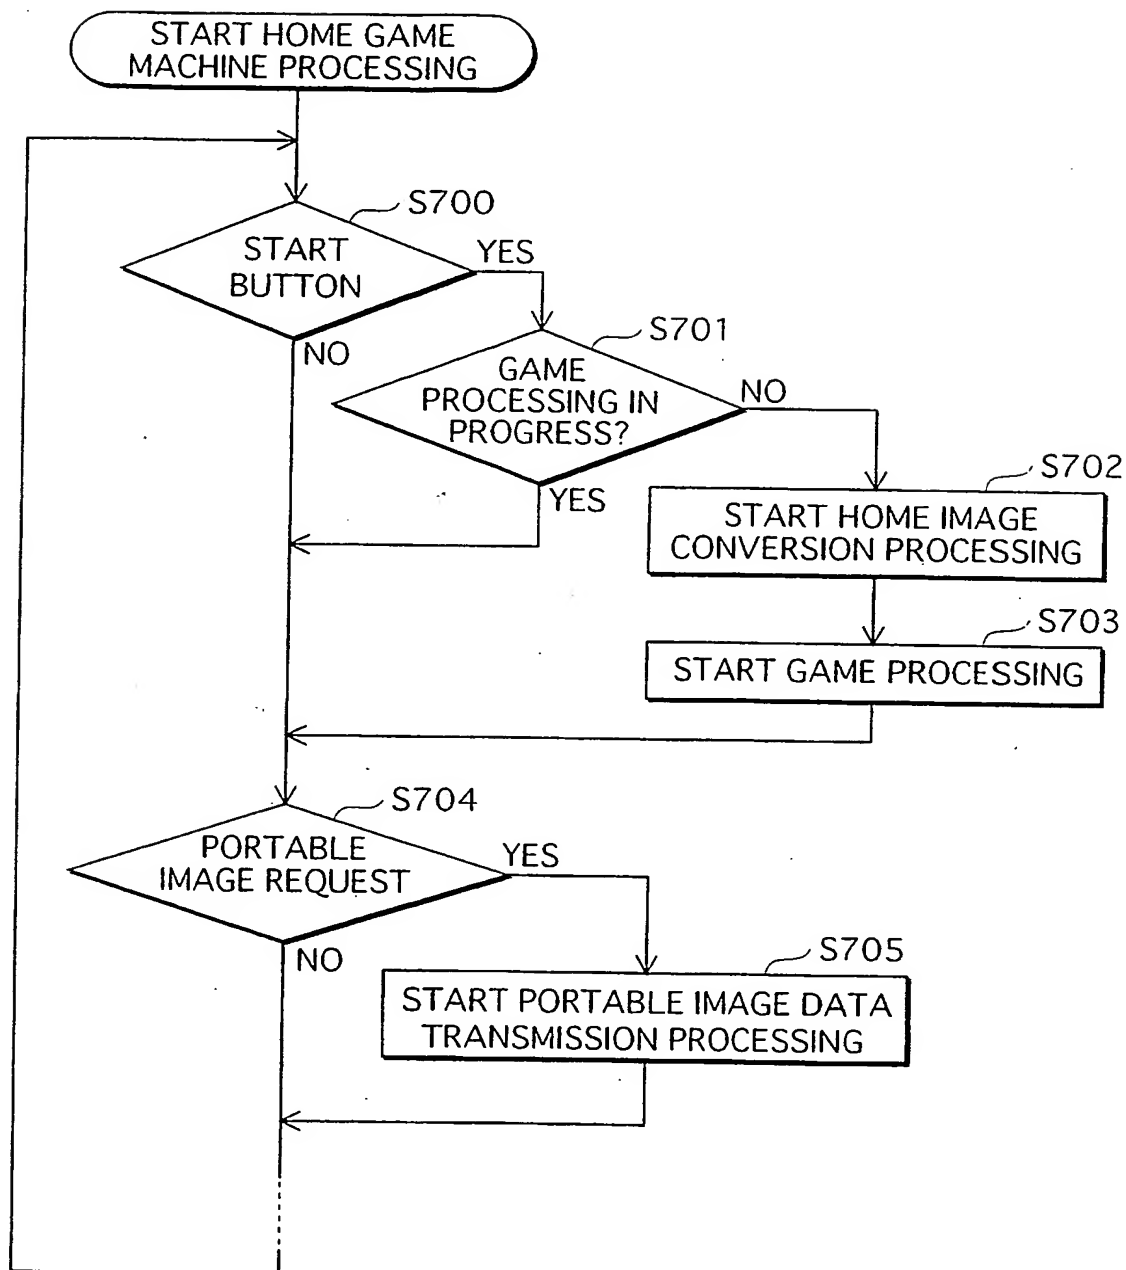 START HOME GAME
MACHINE PROCESSING
S700
START
BUTTON
YES
NO
S701
GAME
PROCESSING IN
PROGRESS?
NO
YES
S702
START HOME IMAGE
CONVERSION PROCESSING
S703
START GAME PROCESSING
S704
PORTABLE
IMAGE REQUEST
YES
NO
S705
START PORTABLE IMAGE DATA
TRANSMISSION PROCESSING